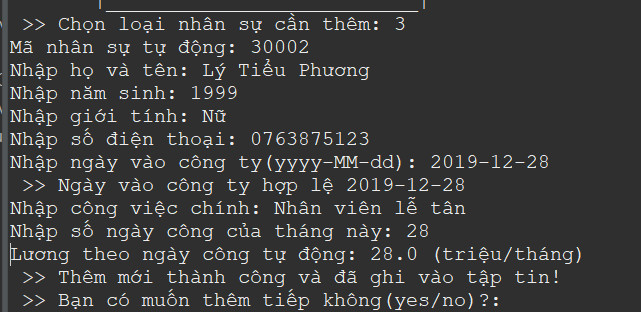 >> Chọn loại nhân sự cần thêm: 3
Mã nhân sự tự động: 30002
Nhập họ và tên: Lý Tiểu Phương
Nhập năm sinh: 1999
Nhập giới tính: Nữ
Nhập số điện thoại: 0763875123
Nhập ngày vào công ty(yyyy-MM-dd): 2019-12-28
>> Ngày vào công ty hợp lệ 2019-12-28
Nhập công việc chính: Nhân viên lễ tân
Nhập số ngày công của tháng này: 28
Lương theo ngày công tự động: 28.0 (triệu/tháng)
>> Thêm mới thành công và đã ghi vào tập tin!
>> Bạn có muốn thêm tiếp không(yes/no)?: